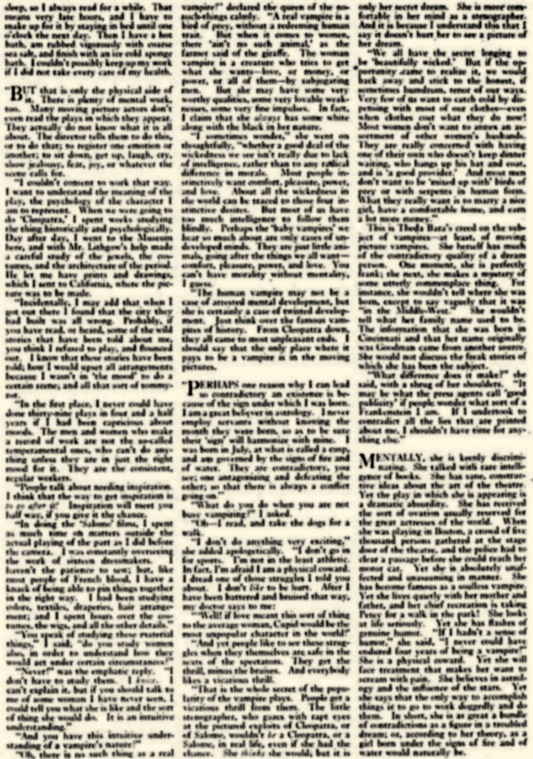 sleep, so I always read for a while. That
means very late hours, and I have to
make up for it by staying in bed until one
o'clock the next day. Then I have a hot
bath, am rubbed vigorously with coarse
sea salt, and finish with an ice cold sponge
bath. I couldn't possibly keep up my work
if I did not take every care of my health.
"BUT that is only the physical side of
it. There is plenty of mental work,
too. Many moving picture actors don't
even read the plays in which they appear.
They actually do not know what it is all
about. The director tells them to do this,
or to do that; to register one emotion or
another; to sit down, get up, laugh, cry,
show jealousy, fear, joy, or whatever the
scene calls for.
"I couldn't consent to work that way.
I want to understand the meaning of the
play, the psychology of the character I
am to represent. When we were going to
do 'Cleopatra,' I spent weeks studying
the thing historically and psychologically.
Day after day, I went to the Museum
here, and with Mr. Lathgow's help made
a careful study of the jewels, the cos-
tumes, and the architecture of the period.
He let me have prints and drawings,
which I sent to California, where the pic-
ture was to be made.
"Incidentally, I may add that when I
got out there I found that the city they
had built was all wrong. Probably, if
you have read, or heard, some of the wild
stories that have been told about me,
you think I refused to play, and flounced
I know that these stories have been
told; how I would upset all arrangements
because I wasn't in 'the mood' to do a
certain scene; and all that sort of tommy-
rot.
"In the first place, I never could have
done thirty-nine plays in four and a half
years if I had been capricious about
moods. The men and women who make
a record of work are not the so-called
temperamental ones, who can't do any-
thing unless they are in just the right
mood for it. They are the consistent,
regular workers.
"People talk about needing inspiration.
I think that the way to get inspiration is
to go after it! Inspiration will meet you
half way, if you give it the chance.
"In doing the 'Salome' films, I spent
as much time on matters outside the
actual playing of the part as I did before
the camera. I was constantly overseeing
the work of sixteen dressmakers. I
haven't the patience to sew; but, like
most people of French blood, I have a
knack of being able to pin things together
in the right way. I had been studying
colors, textiles, draperies, hair arrange-
ment; and I spent hours over the cos-
tumes, the wigs, and all the other details."
"You speak of studying these material
things," I said, "do you study women
also, in order to understand how they
would act under certain circumstances?"
"Never!" was the emphatic reply. "I
don't have to study them. I know. I
can't explain it, but if you should talk to
me of some woman I have never seen, I
could tell you what she is like and the sort
of thing she would do. It is an intuitive
understanding."
"And you have this intuitive under-
standing of a vampire's nature?"
"Oh, there is no such thing as a real
vampire!" declared the queen of the no-
such-things calmly. "A real vampire is a
bird of prey, without a redeeming human
trait. But when it comes to women,
there 'ain't no such animal,' as the
farmer said of the giraffe. The woman
vampire is a creature who tries to get
what she wants—love, or money, or
power, or all of them—by subjugating
men. But she may have some very
worthy qualities, some very lovable weak-
nesses, some very fine impulses. In fact,
I claim that she always has some white
along with the black in her nature.
"I sometimes wonder," she went on
thoughtfully, "whether a good deal of the
wickedness we see isn't really due to lack
of intelligence, rather than to any radical
difference in morals. Most people in-
stinctively want comfort, pleasure, power,
and love. About all the wickedness in
the world can be traced to those four in-
stinctive desires. But most of us have
too much intelligence to follow them
blindly. Perhaps the 'baby vampires' we
hear so much about are only cases of un-
developed minds. They are just little ani-
mals, going after the things we all want—
comfort, pleasure, power, and love. You
can't have morality without mentality,
I guess.
"The human vampire may not be a
case of arrested mental development, but
she is certainly a case of twisted develop-
ment. Just think over the famous vam-
pires of history. From Cleopatra down,
they all came to most unpleasant ends. I
should say that the only place where it
pays to be a vampire is in the moving
pictures.
"PERHAPS one reason why I can lead
so contradictory an existence is be-
cause of the sign under which I was born.
I am a great believer in astrology. I never
employ servants without knowing the
month they were born, so as to be sure
their 'sign' will harmonize with mine. I
was born in July, at what is called a cusp,
and am governed by the signs of fire and
of water. They are contradictory, you
see; one antagonizing and defeating the
other; so that there is always a conflict
going on."
"What do you do when you are not
busy vamping?" I asked.
"Oh—I read, and take the dogs for a
walk.
"I don't do anything very exciting,"
she added apologetically. "I don't go in
for sports. I'm not in the least athletic.
In fact, I'm afraid I am a physical coward.
I dread one of those struggles I told you
about. I don't like to be hurt. After I
have been battered and bruised that way,
my doctor says to me:
"'Well! if love meant this sort of thing
to the average woman, Cupid would be the
most unpopular character in the world!'
"And yet people like to see these strug-
gles when they themselves are safe in the
seats of the spectators. They get the
thrill, minus the bruises. And everybody
likes a vicarious thrill.
"That is the whole secret of the popu-
larity of the vampire plays. People get a
vicarious thrill from them. The little
stenographer, who gazes with rapt eyes
at the pictured exploits of Cleopatra, or
of Salome, wouldn't be a Cleopatra, or a
Salome, in real life, even if she had the
chance. She thinks she would; but it is
only her secret dream. She is more com-
fortable in her mind as a stenographer.
And it is because I understand this that I
say it doesn't hurt her to see a picture of
her dream.
"We all have the secret longing to
be 'beautifully wicked.' But if the op-
portunity came to realize it, we would
back away and stick to the honest, if
sometimes humdrum, tenor of our ways.
Very few of us want to catch cold by dis-
pensing with most of our clothes—even
when clothes cost what they do now!
Most women don't want to annex an as-
sortment of other women's husbands.
They are really concerned with having
one of their own who doesn't keep dinner
waiting, who hangs up his hat and coat,
and is 'a good provider.' And most men
don't want to be 'mixed up with' birds of
prey or with serpents in human form.
What they really want is to marry a nice
girl, have a comfortable home, and earn
a lot more money."
This is Theda Bara's creed on the sub-
ject of vampires—at least, of moving
picture vampires. She herself has much
of the contradictory quality of a dream
person. One moment, she is perfectly
frank; the next, she makes a mystery of
some utterly commonplace thing. For
instance, she wouldn't tell where she was
born, except to say vaguely that it was
"in the Middle-West." She wouldn't
tell what her family name used to be.
The information that she was born in
Cincinnati and that her name originally
was Goodman came from another source.
She would not discuss the freak stories of
which she has been the subject.
"What difference does it make?" she
said, with a shrug of her shoulders. "It
may be what the press agents call 'good
publicity' if people wonder what sort of
Frankenstein I am. If I undertook to
contradict all the lies that are printed
about me, I shouldn't have time for any-
thing else."
MENTALLY, she is keenly discrimi-
nating. She talked with rare intelli-
gence of books. She has sane, construc-
tive ideas about the art of the theatre.
Yet the play in which she is appearing is
a dramatic absurdity. She has received
the sort of ovation usually reserved for
the great actresses of the world. When
she was playing in Boston, a crowd of five
thousand persons gathered at the stage
door of the theatre, and the police had to
clear a passage before she could reach her
motor car. Yet she is absolutely unaf-
fected and unassuming in manner. She
has become famous as a soulless vampire.
Yet she lives quietly with her mother and
father, and her chief recreation is taking
Petey for a walk in the park! She looks
at life seriously. Yet she has flashes of
genuine humor. "If I hadn't a sense of
humor," she said, "I never could have
endured four years of being a vampire!"
She is a physical coward. Yet she will
face treatment that makes her want to
scream with pain. She believes in astrol-
ogy and the influence of the stars. Yet
she says that the only way to accomplish
things is to go to work doggedly and do
them. In short, she is as great a bundle
of contradictions as a figure in a troubled
dream; or, according to her theory, as a
girl born under the signs of fire and of
water would naturally be.